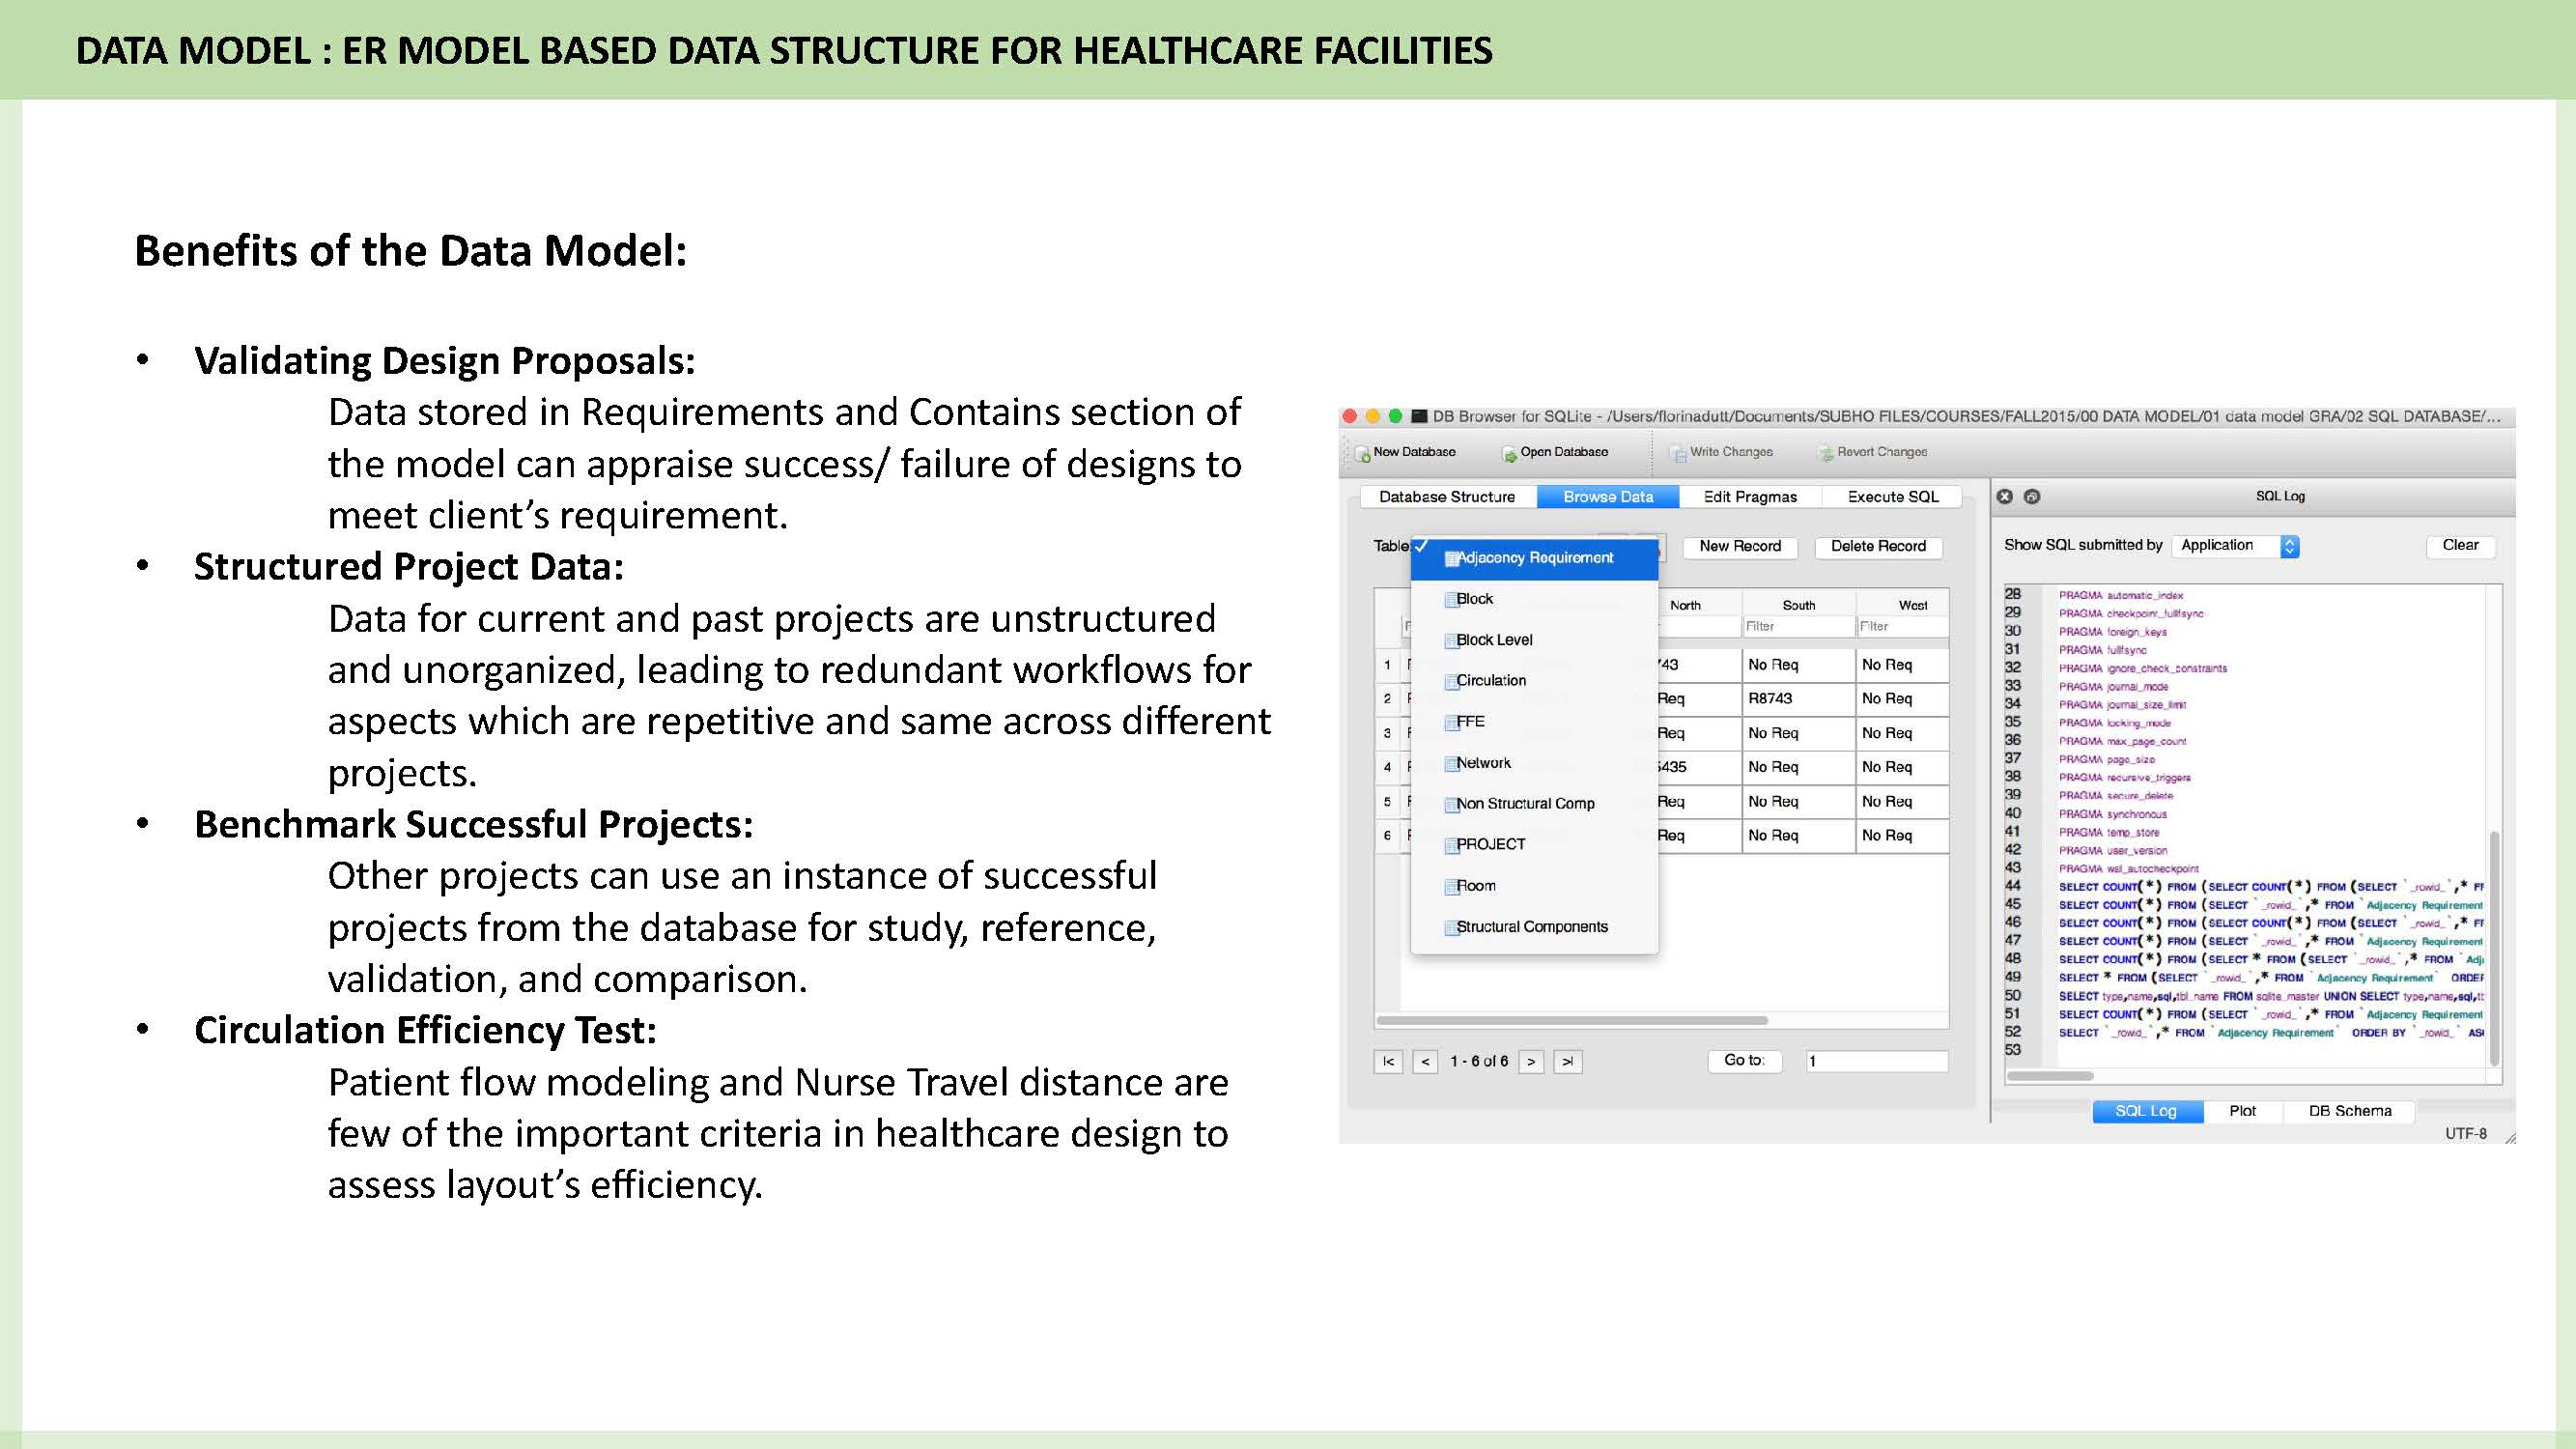 DATA MODEL : ER MODEL BASED DATA STRUCTURE FOR HEALTHCARE FACILITIES
Benefits of the Data Model:
• Validating Design Proposals:
Data stored in Requirements and Contains section of
the model can appraise success/ failure of designs to
meet client's requirement.
• Structured Project Data:
Data for current and past projects are unstructured
and unorganized, leading to redundant workflows for
aspects which are repetitive and same across different
projects.
• Benchmark Successful Projects:
Other projects can use an instance of successful
projects from the database for study, reference,
validation, and comparison.
• Circulation Efficiency Test:
Patient flow modeling and Nurse Travel distance are
few of the important criteria in healthcare design to
assess layout's efficiency.
DB Browser for SQLite - /Users/florinadutt/Documents/SUBHO FILES/COURSES/FALL2015/00 DATA MODEL/01 data model GRA/02 SQL DATABASE/...
New Database Open Database Write Changes Revert Changes
Database Structure Browse Data Edit Pragmas Execute SQL
Table: New Record Delete Record
Adjacency Requirement
Block
Block Level
Circulation
FFE
Network
Non Structural Comp
PROJECT
Room
Structural Components
North South West
Filter Filter
1 743 No Req No Req
2 Req R8743 No Req
3 Req No Req No Req
4 5435 No Req No Req
5 Req No Req No Req
6 Req No Req No Req
|< < 1 - 6 of 6 > >| Go to: 1
SQL Log
Show SQL submitted by Application Clear
28 PRAGMA automatic_index
29 PRAGMA checkpoint_fullfsync
30 PRAGMA foreign_keys
31 PRAGMA fullfsync
32 PRAGMA ignore_check_constraints
33 PRAGMA journal_mode
34 PRAGMA journal_size_limit
35 PRAGMA locking_mode
36 PRAGMA max_page_count
37 PRAGMA page_size
38 PRAGMA recursive_triggers
39 PRAGMA secure_delete
40 PRAGMA synchronous
41 PRAGMA temp_store
42 PRAGMA user_version
43 PRAGMA wal_autocheckpoint
44 SELECT COUNT(*) FROM (SELECT COUNT(*) FROM (SELECT `_rowid_`,* FR
45 SELECT COUNT(*) FROM (SELECT `_rowid_`,* FROM `Adjacency Requirement
46 SELECT COUNT(*) FROM (SELECT COUNT(*) FROM (SELECT `_rowid_`,* FR
47 SELECT COUNT(*) FROM (SELECT `_rowid_`,* FROM `Adjacency Requirement
48 SELECT COUNT(*) FROM (SELECT * FROM (SELECT `_rowid_`,* FROM `Adj
49 SELECT * FROM (SELECT `_rowid_`,* FROM `Adjacency Requirement` ORDER
50 SELECT type,name,sql,tbl_name FROM sqlite_master UNION SELECT type,name,sql,tb
51 SELECT COUNT(*) FROM (SELECT `_rowid_`,* FROM `Adjacency Requirement
52 SELECT `_rowid_`,* FROM `Adjacency Requirement` ORDER BY `_rowid_` AS
53
SQL Log Plot DB Schema
UTF-8